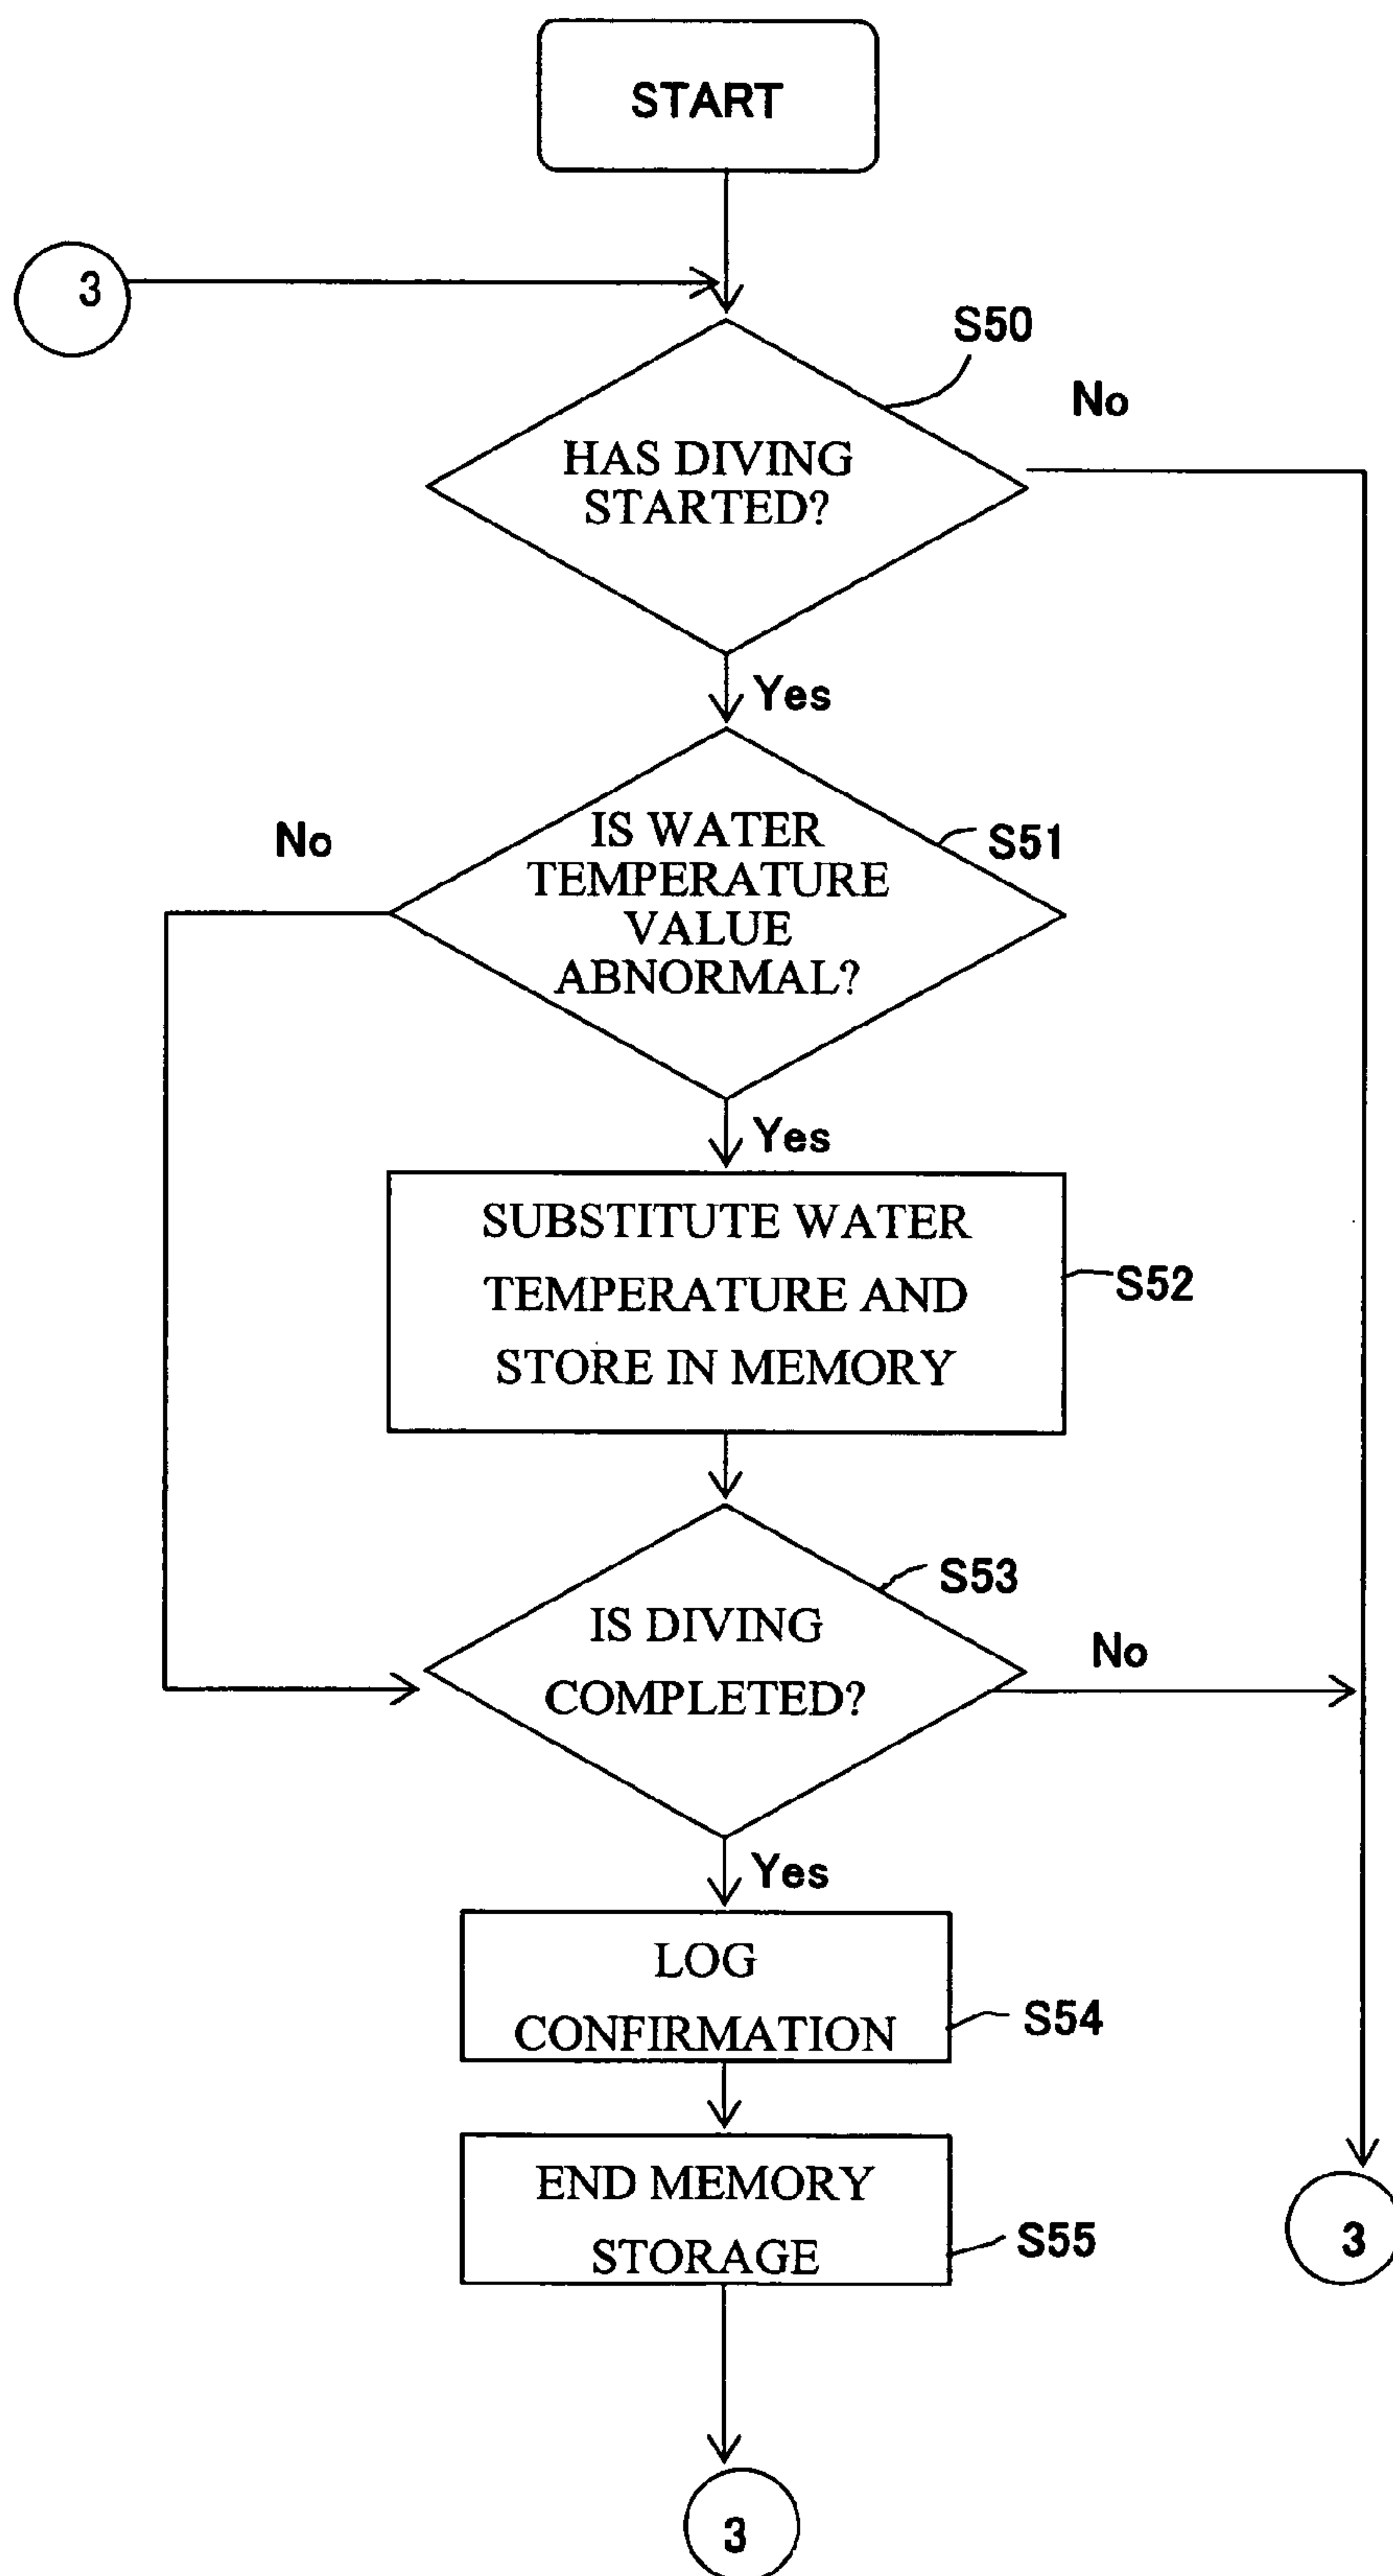 START
3
S50
No
HAS DIVING
STARTED?
Yes
No
IS WATER
TEMPERATURE
VALUE
ABNORMAL?
S51
Yes
SUBSTITUTE WATER
TEMPERATURE AND
STORE IN MEMORY
S52
S53
IS DIVING
COMPLETED?
No
Yes
LOG
CONFIRMATION
S54
END MEMORY
STORAGE
S55
3
3